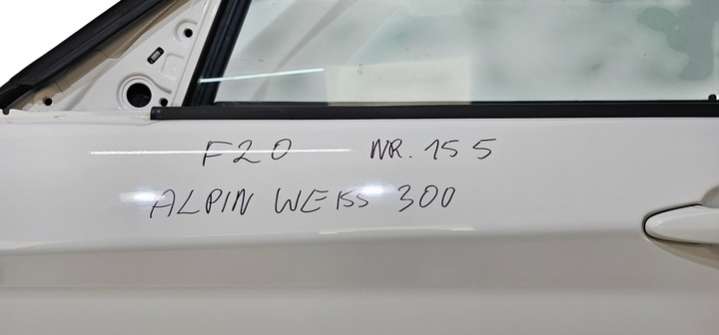 F20 NR. 155
ALPIN WEISS 300